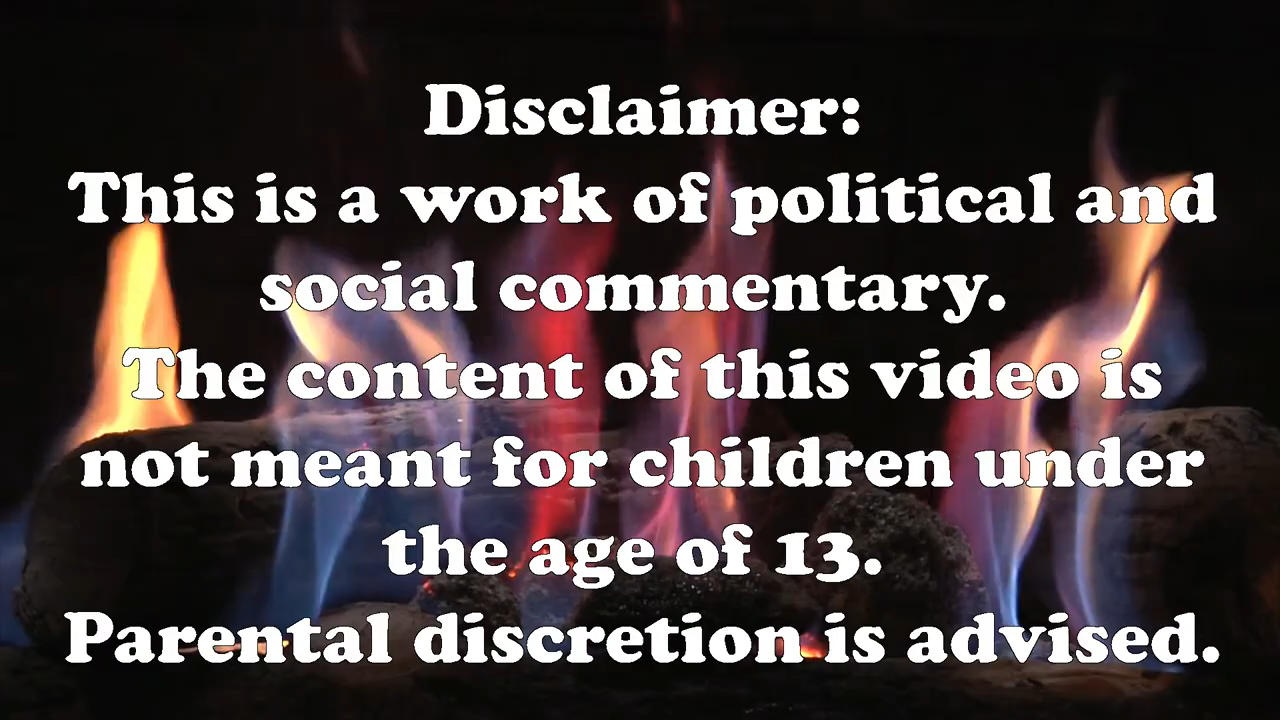 Disclaimer:
This is a work of political and
social commentary.
The content of this video is
not meant for children under
the age of 13.
Parental discretion is advised.